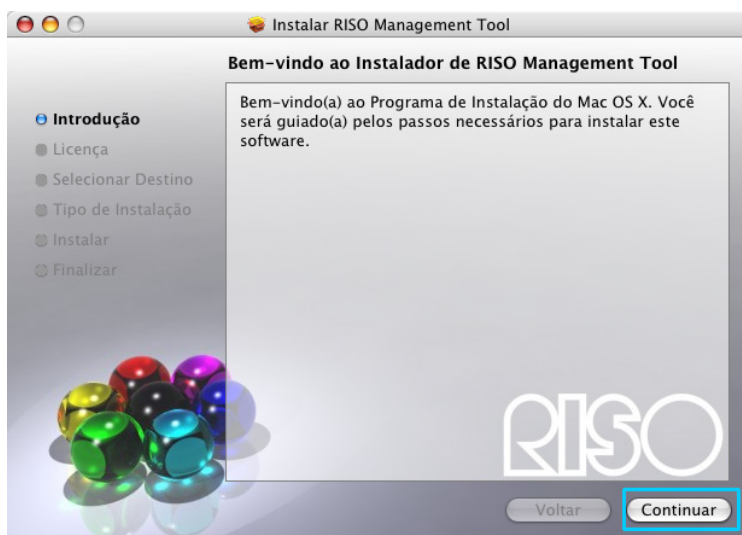 Instalar RISO Management Tool
Bem-vindo ao Instalador de RISO Management Tool
Introdução
Licença
Selecionar Destino
Tipo de Instalação
Instalar
Finalizar
Bem-vindo(a) ao Programa de Instalação do Mac OS X. Você
será guiado(a) pelos passos necessários para instalar este
software.
RISO
Voltar
Continuar